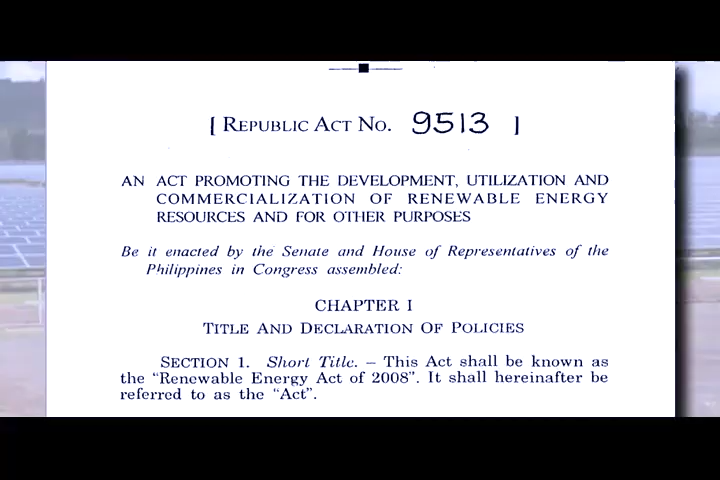 [ REPUBLIC ACT NO. 9513 ]
AN ACT PROMOTING THE DEVELOPMENT, UTILIZATION AND
COMMERCIALIZATION OF RENEWABLE ENERGY
RESOURCES AND FOR OTHER PURPOSES
Be it enacted by the Senate and House of Representatives of the
Philippines in Congress assembled:
CHAPTER I
TITLE AND DECLARATION OF POLICIES
SECTION 1. Short Title. – This Act shall be known as
the “Renewable Energy Act of 2008”. It shall hereinafter be
referred to as the “Act”.